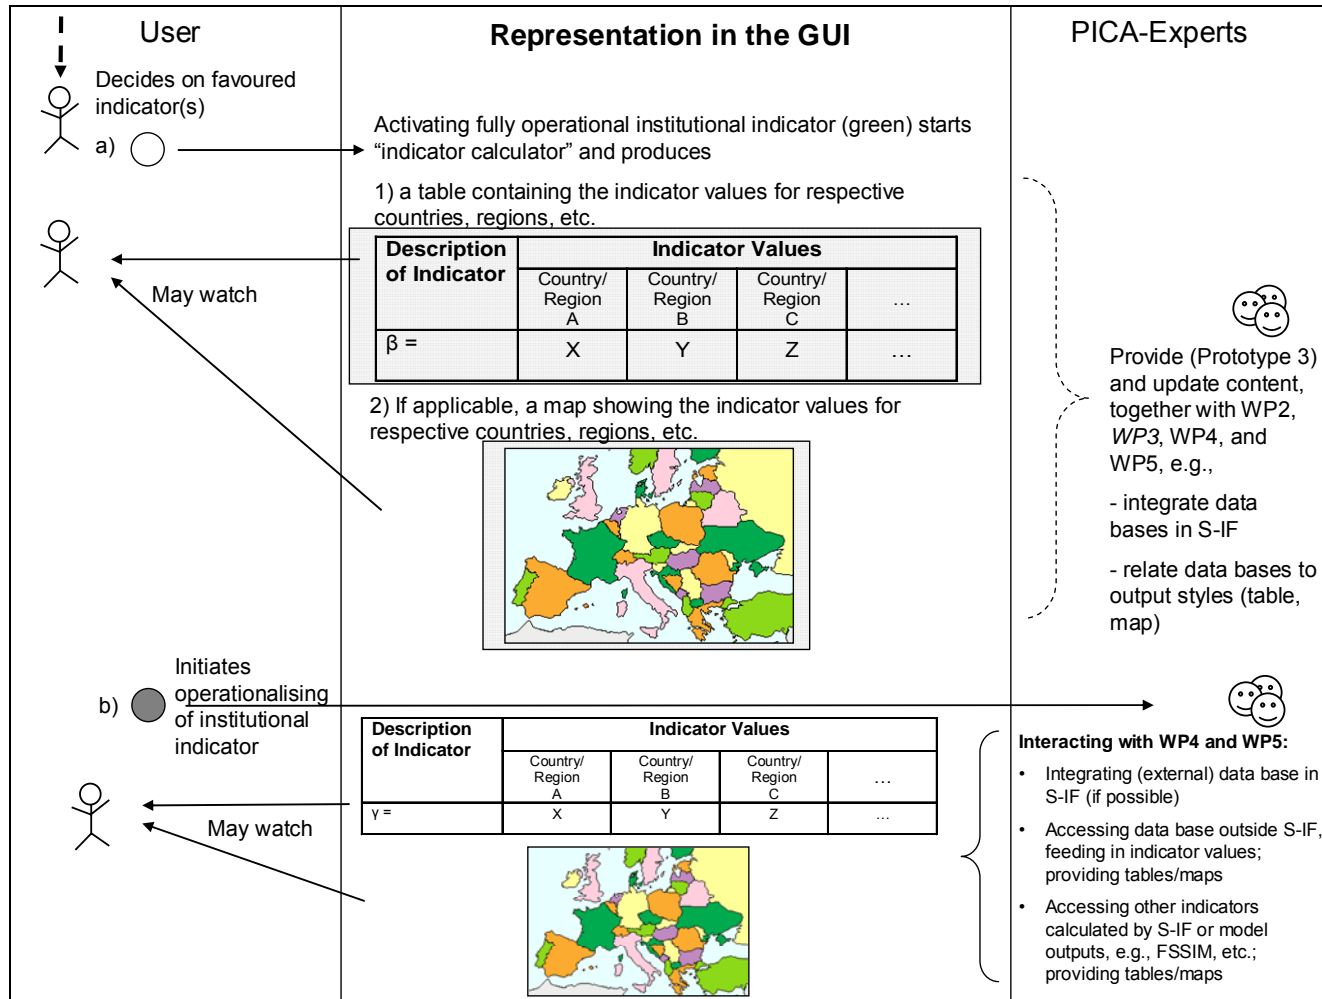 User
Representation in the GUI
PICA-Experts
Decides on favoured
indicator(s)
a)
Activating fully operational institutional indicator (green) starts
“indicator calculator” and produces
1) a table containing the indicator values for respective
countries, regions, etc.
Description
of Indicator
Indicator Values
Country/
Region
A
Country/
Region
B
Country/
Region
C
…
β =
X
Y
Z
…
May watch
2) If applicable, a map showing the indicator values for
respective countries, regions, etc.
Provide (Prototype 3)
and update content,
together with WP2,
WP3, WP4, and
WP5, e.g.,
- integrate data
bases in S-IF
- relate data bases to
output styles (table,
map)
b)
Initiates
operationalising
of institutional
indicator
Description
of Indicator
Indicator Values
Country/
Region
A
Country/
Region
B
Country/
Region
C
…
γ =
X
Y
Z
…
May watch
Interacting with WP4 and WP5:
• Integrating (external) data base in
S-IF (if possible)
• Accessing data base outside S-IF,
feeding in indicator values;
providing tables/maps
• Accessing other indicators
calculated by S-IF or model
outputs, e.g., FSSIM, etc.;
providing tables/maps